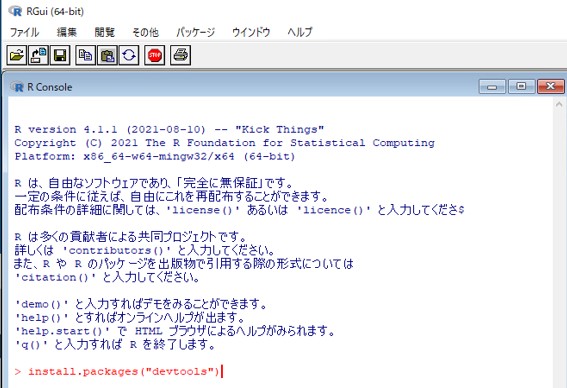 RGui (64-bit)
ファイル 編集 閲覧 その他 パッケージ ウインドウ ヘルプ
STOP
R Console
R version 4.1.1 (2021-08-10) -- "Kick Things"
Copyright (C) 2021 The R Foundation for Statistical Computing
Platform: x86_64-w64-mingw32/x64 (64-bit)
R は、自由なソフトウェアであり、「完全に無保証」です。
一定の条件に従えば、自由にこれを再配布することができます。
配布条件の詳細に関しては、'license()' あるいは 'licence()' と入力してくださ$
R は多くの貢献者による共同プロジェクトです。
詳しくは 'contributors()' と入力してください。
また、R や R のパッケージを出版物で引用する際の形式については
'citation()' と入力してください。
'demo()' と入力すればデモをみることができます。
'help()' とすればオンラインヘルプが出ます。
'help.start()' で HTML ブラウザによるヘルプがみられます。
'q()' と入力すれば R を終了します。
> install.packages("devtools")